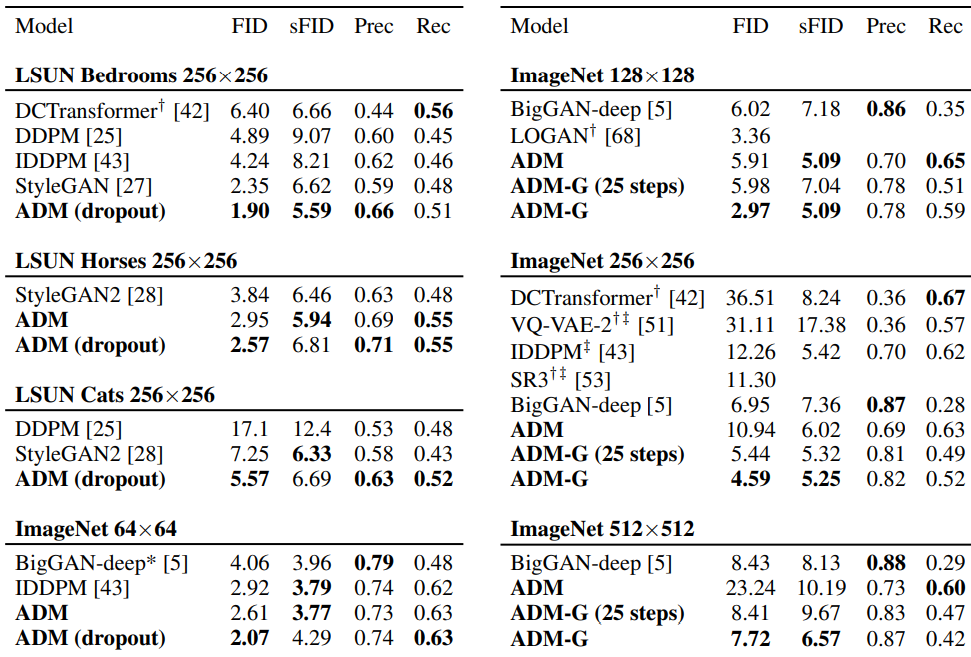 Model FID sFID Prec Rec
LSUN Bedrooms 256×256
DCTransformer† [42] 6.40 6.66 0.44 0.56
DDPM [25] 4.89 9.07 0.60 0.45
IDDPM [43] 4.24 8.21 0.62 0.46
StyleGAN [27] 2.35 6.62 0.59 0.48
ADM (dropout) 1.90 5.59 0.66 0.51
LSUN Horses 256×256
StyleGAN2 [28] 3.84 6.46 0.63 0.48
ADM 2.95 5.94 0.69 0.55
ADM (dropout) 2.57 6.81 0.71 0.55
LSUN Cats 256×256
DDPM [25] 17.1 12.4 0.53 0.48
StyleGAN2 [28] 7.25 6.33 0.58 0.43
ADM (dropout) 5.57 6.69 0.63 0.52
ImageNet 64×64
BigGAN-deep* [5] 4.06 3.96 0.79 0.48
IDDPM [43] 2.92 3.79 0.74 0.62
ADM 2.61 3.77 0.73 0.63
ADM (dropout) 2.07 4.29 0.74 0.63
Model FID sFID Prec Rec
ImageNet 128×128
BigGAN-deep [5] 6.02 7.18 0.86 0.35
LOGAN† [68] 3.36
ADM 5.91 5.09 0.70 0.65
ADM-G (25 steps) 5.98 7.04 0.78 0.51
ADM-G 2.97 5.09 0.78 0.59
ImageNet 256×256
DCTransformer† [42] 36.51 8.24 0.36 0.67
VQ-VAE-2†‡ [51] 31.11 17.38 0.36 0.57
IDDPM‡ [43] 12.26 5.42 0.70 0.62
SR3†‡ [53] 11.30
BigGAN-deep [5] 6.95 7.36 0.87 0.28
ADM 10.94 6.02 0.69 0.63
ADM-G (25 steps) 5.44 5.32 0.81 0.49
ADM-G 4.59 5.25 0.82 0.52
ImageNet 512×512
BigGAN-deep [5] 8.43 8.13 0.88 0.29
ADM 23.24 10.19 0.73 0.60
ADM-G (25 steps) 8.41 9.67 0.83 0.47
ADM-G 7.72 6.57 0.87 0.42